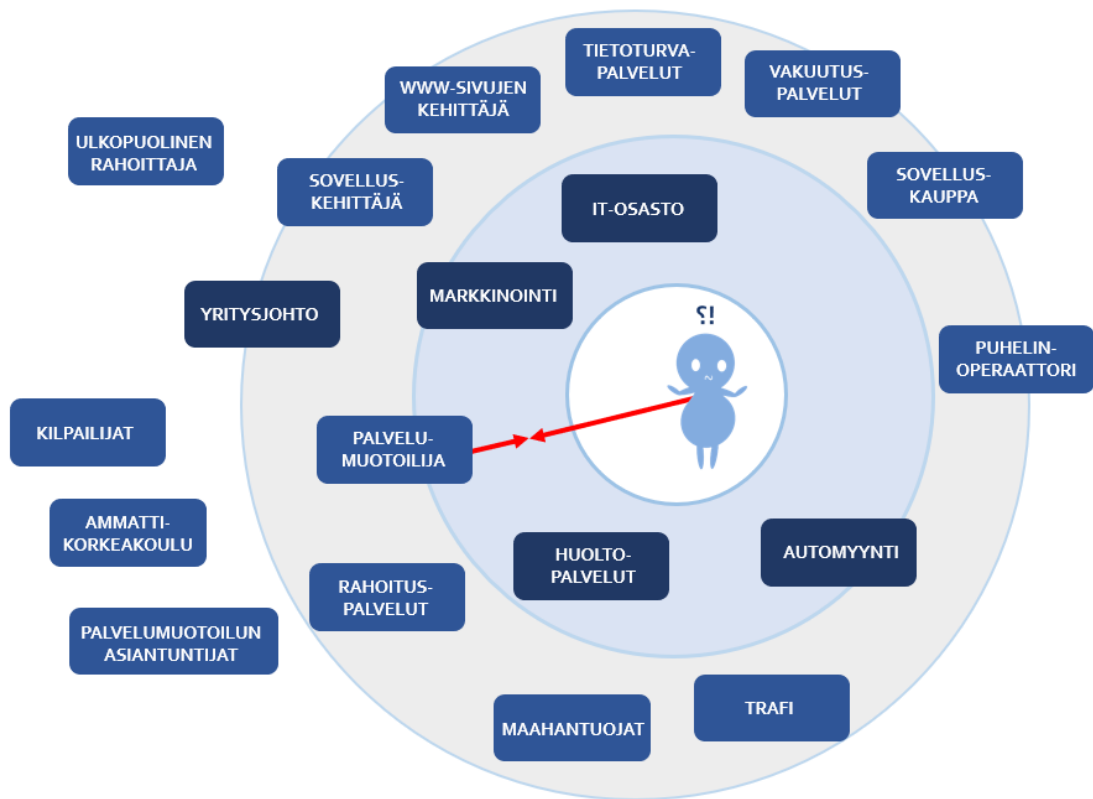 TIETOTURVA-
PALVELUT
VAKUUTUS-
PALVELUT
WWW-SIVUJEN
KEHITTÄJÄ
ULKOPUOLINEN
RAHOITTAJA
SOVELLUS-
KEHITTÄJÄ
SOVELLUS-
KAUPPA
IT-OSASTO
MARKKINOINTI
YRITYSJOHTO
⸮!
PUHELIN-
OPERAATTORI
KILPAILIJAT
PALVELU-
MUOTOILIJA
AMMATTI-
KORKEAKOULU
HUOLTO-
PALVELUT
AUTOMYYNTI
RAHOITUS-
PALVELUT
PALVELUMUOTOILUN
ASIANTUNTIJAT
MAAHANTUOJAT
TRAFI